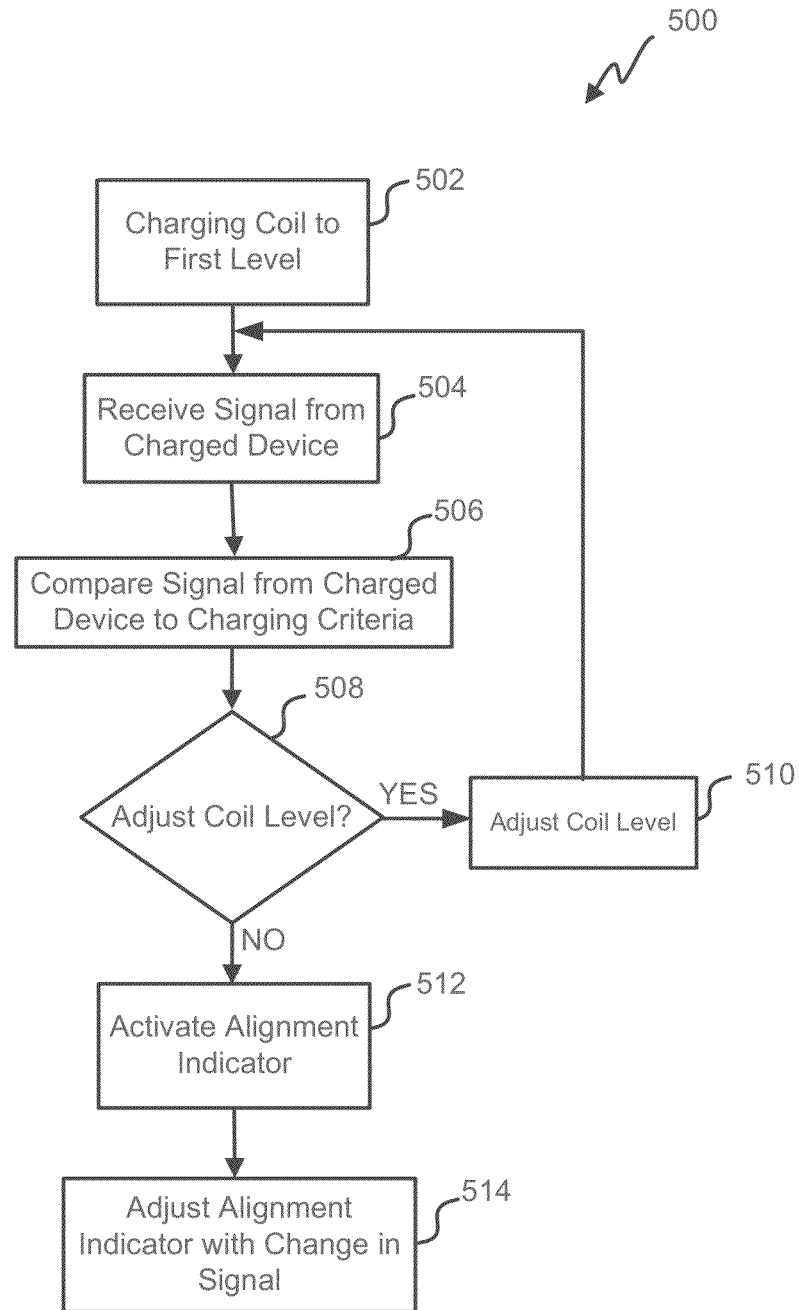 500
502
Charging Coil to
First Level
504
Receive Signal from
Charged Device
506
Compare Signal from Charged
Device to Charging Criteria
508
Adjust Coil Level?
YES
510
Adjust Coil Level
NO
512
Activate Alignment
Indicator
514
Adjust Alignment
Indicator with Change in
Signal